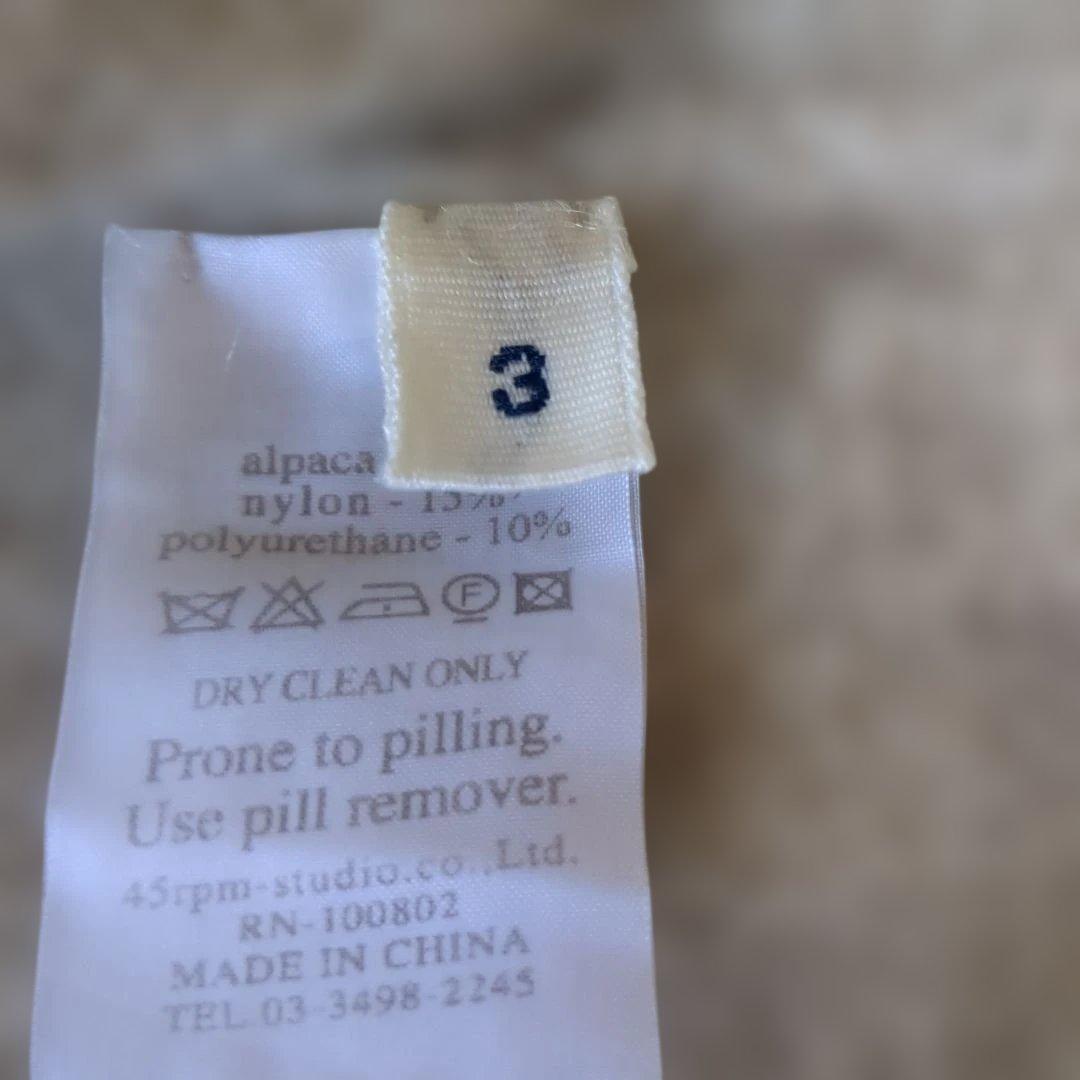 3
alpaca
nylon - 15%
polyurethane - 10%
F
DRY CLEAN ONLY
Prone to pilling.
Use pill remover.
45rpm-studio.co.,Ltd.
RN-100802
MADE IN CHINA
TEL.03-3498-2245